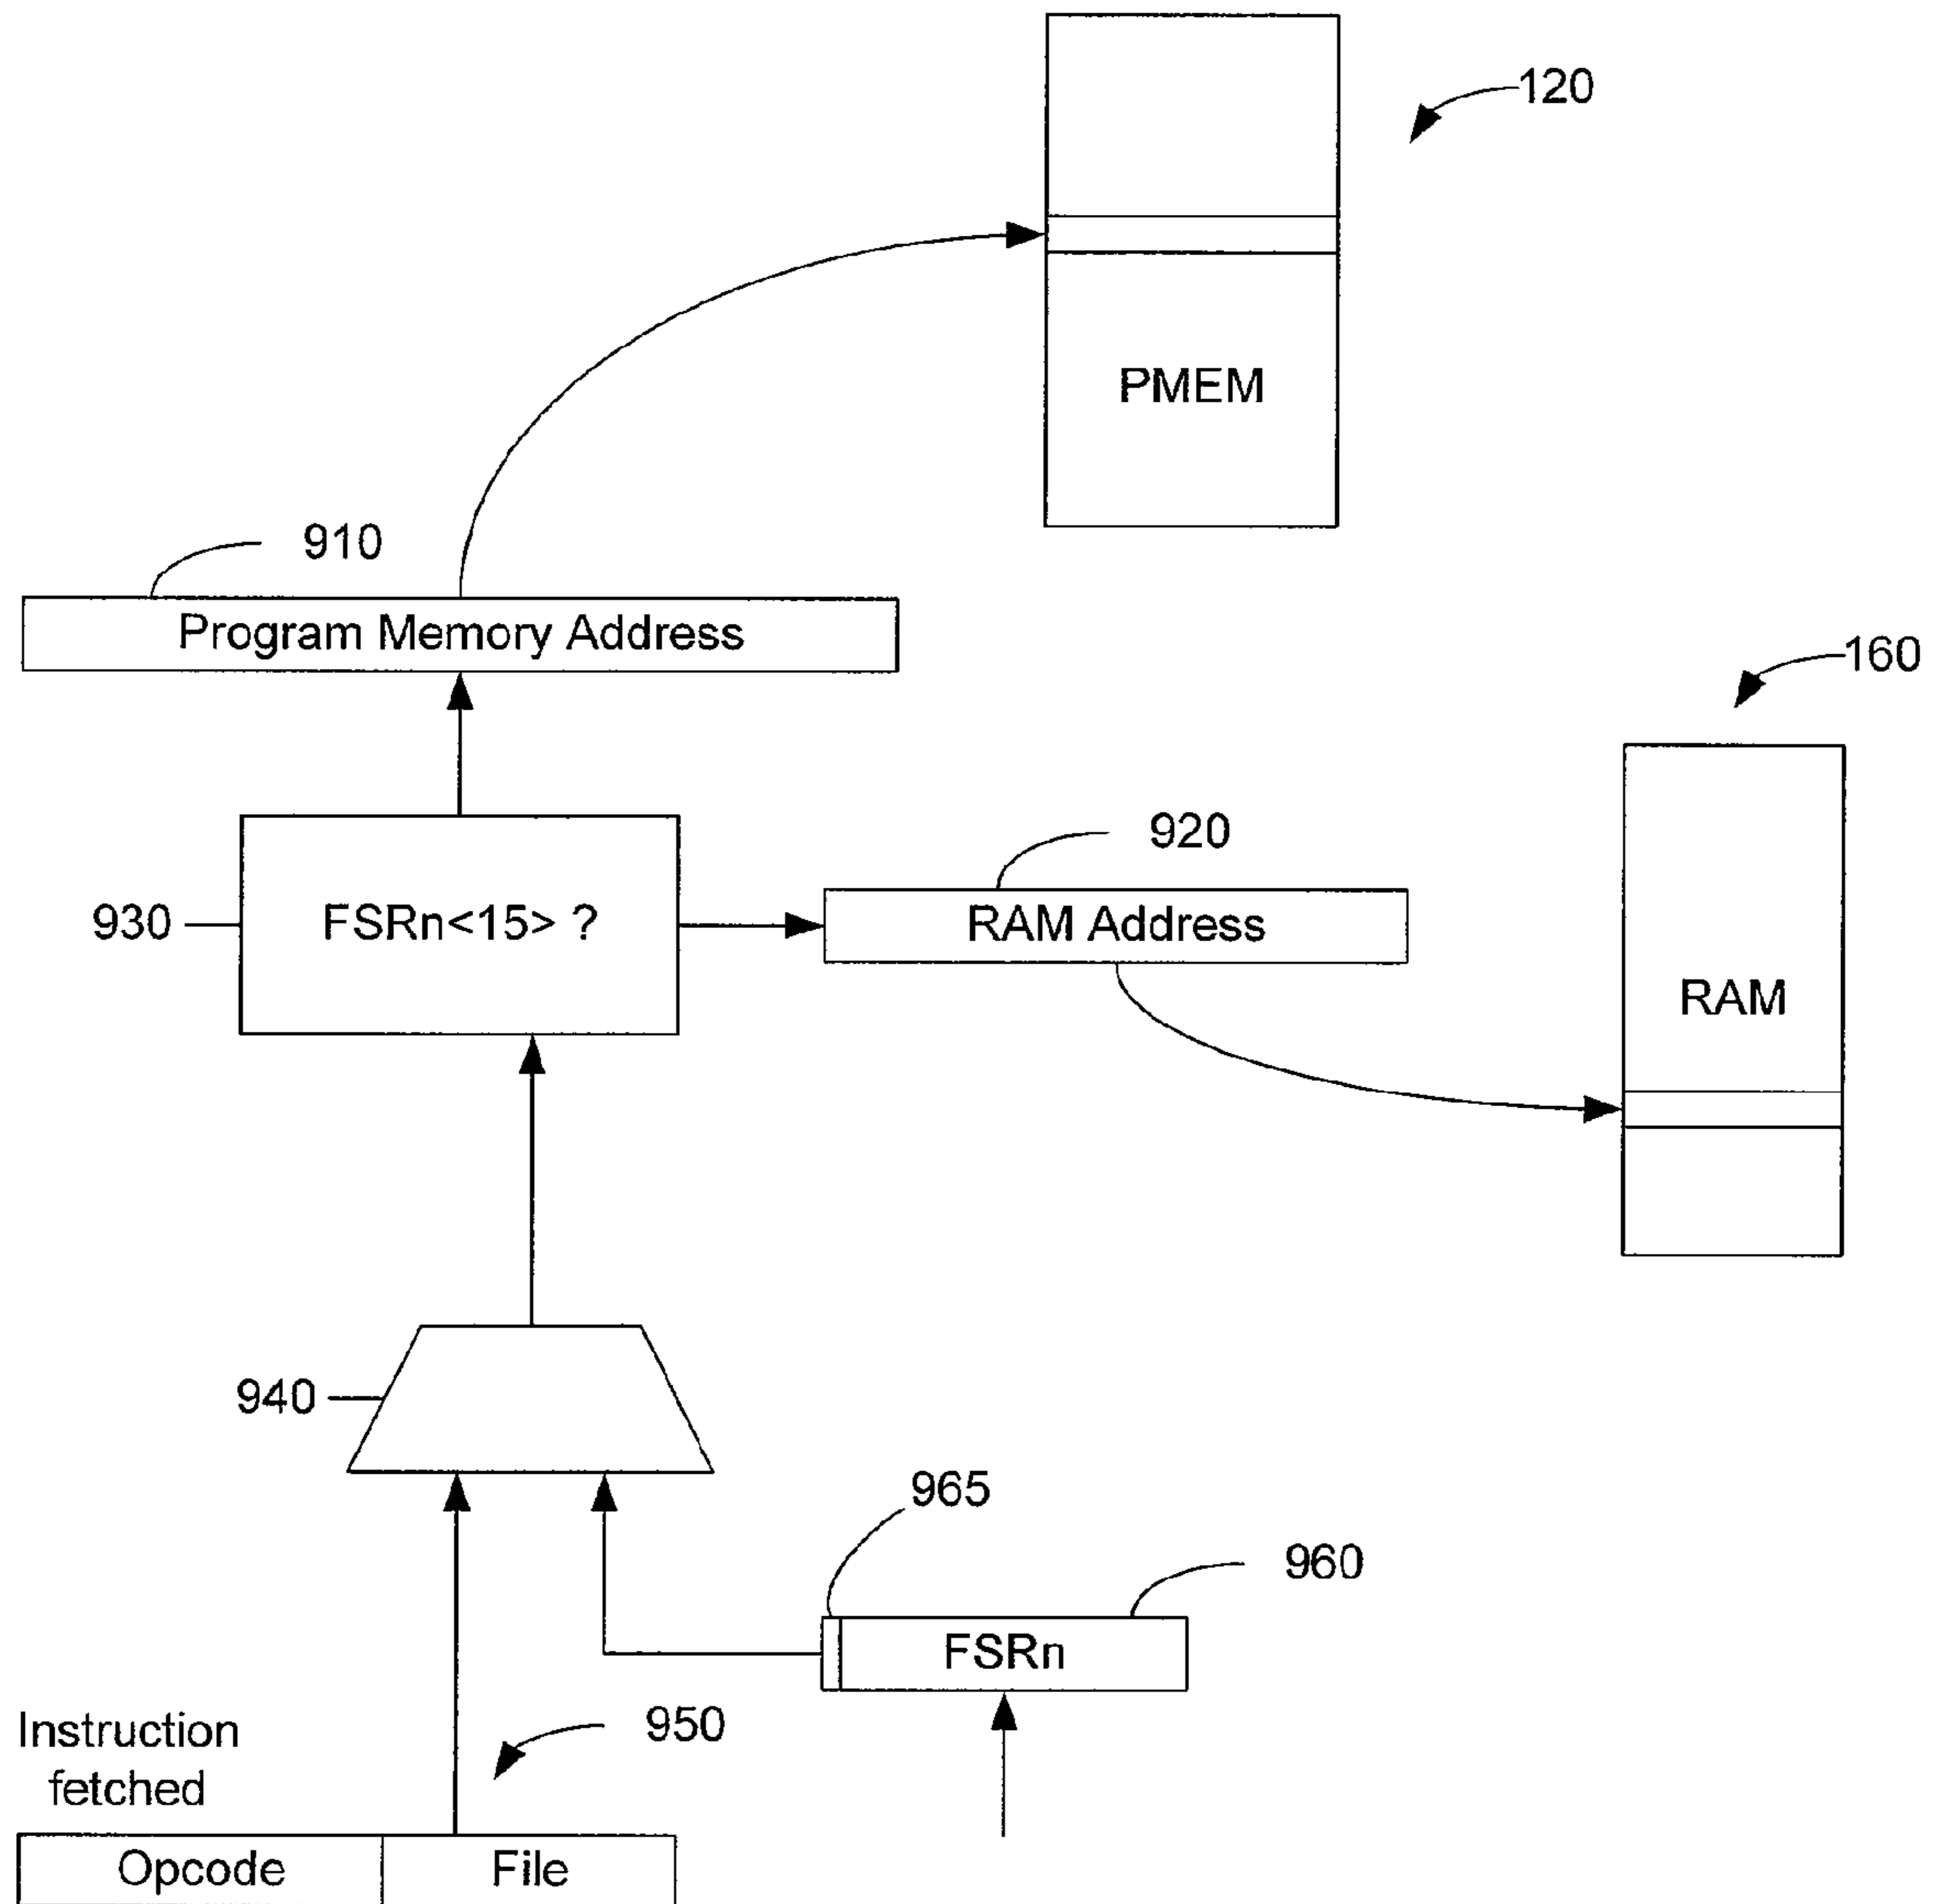 120
PMEM
910
Program Memory Address
160
920
930
FSRn<15> ?
RAM Address
RAM
940
965
960
FSRn
950
Instruction
fetched
Opcode
File